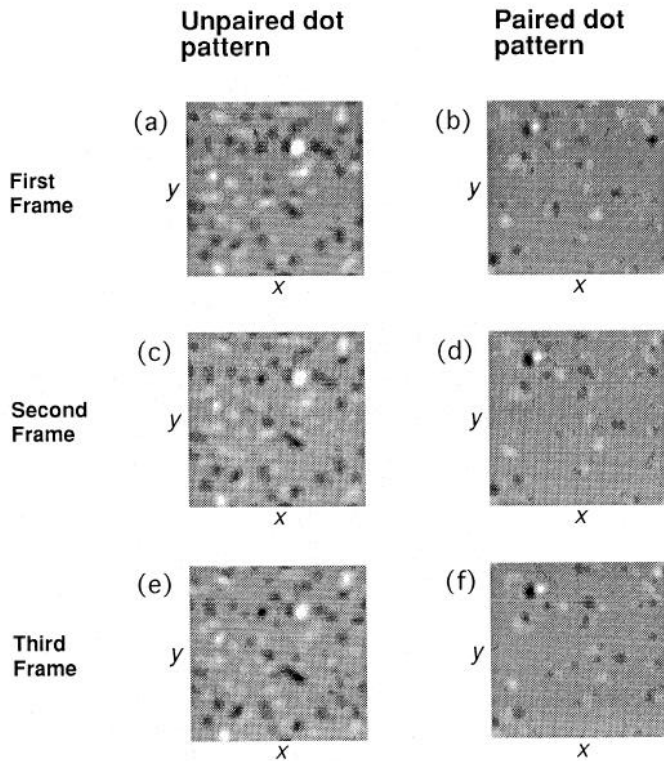 Unpaired dot
pattern
Paired dot
pattern
First
Frame
(a)
y
x
(b)
y
x
Second
Frame
(c)
y
x
(d)
y
x
Third
Frame
(e)
y
x
(f)
y
x